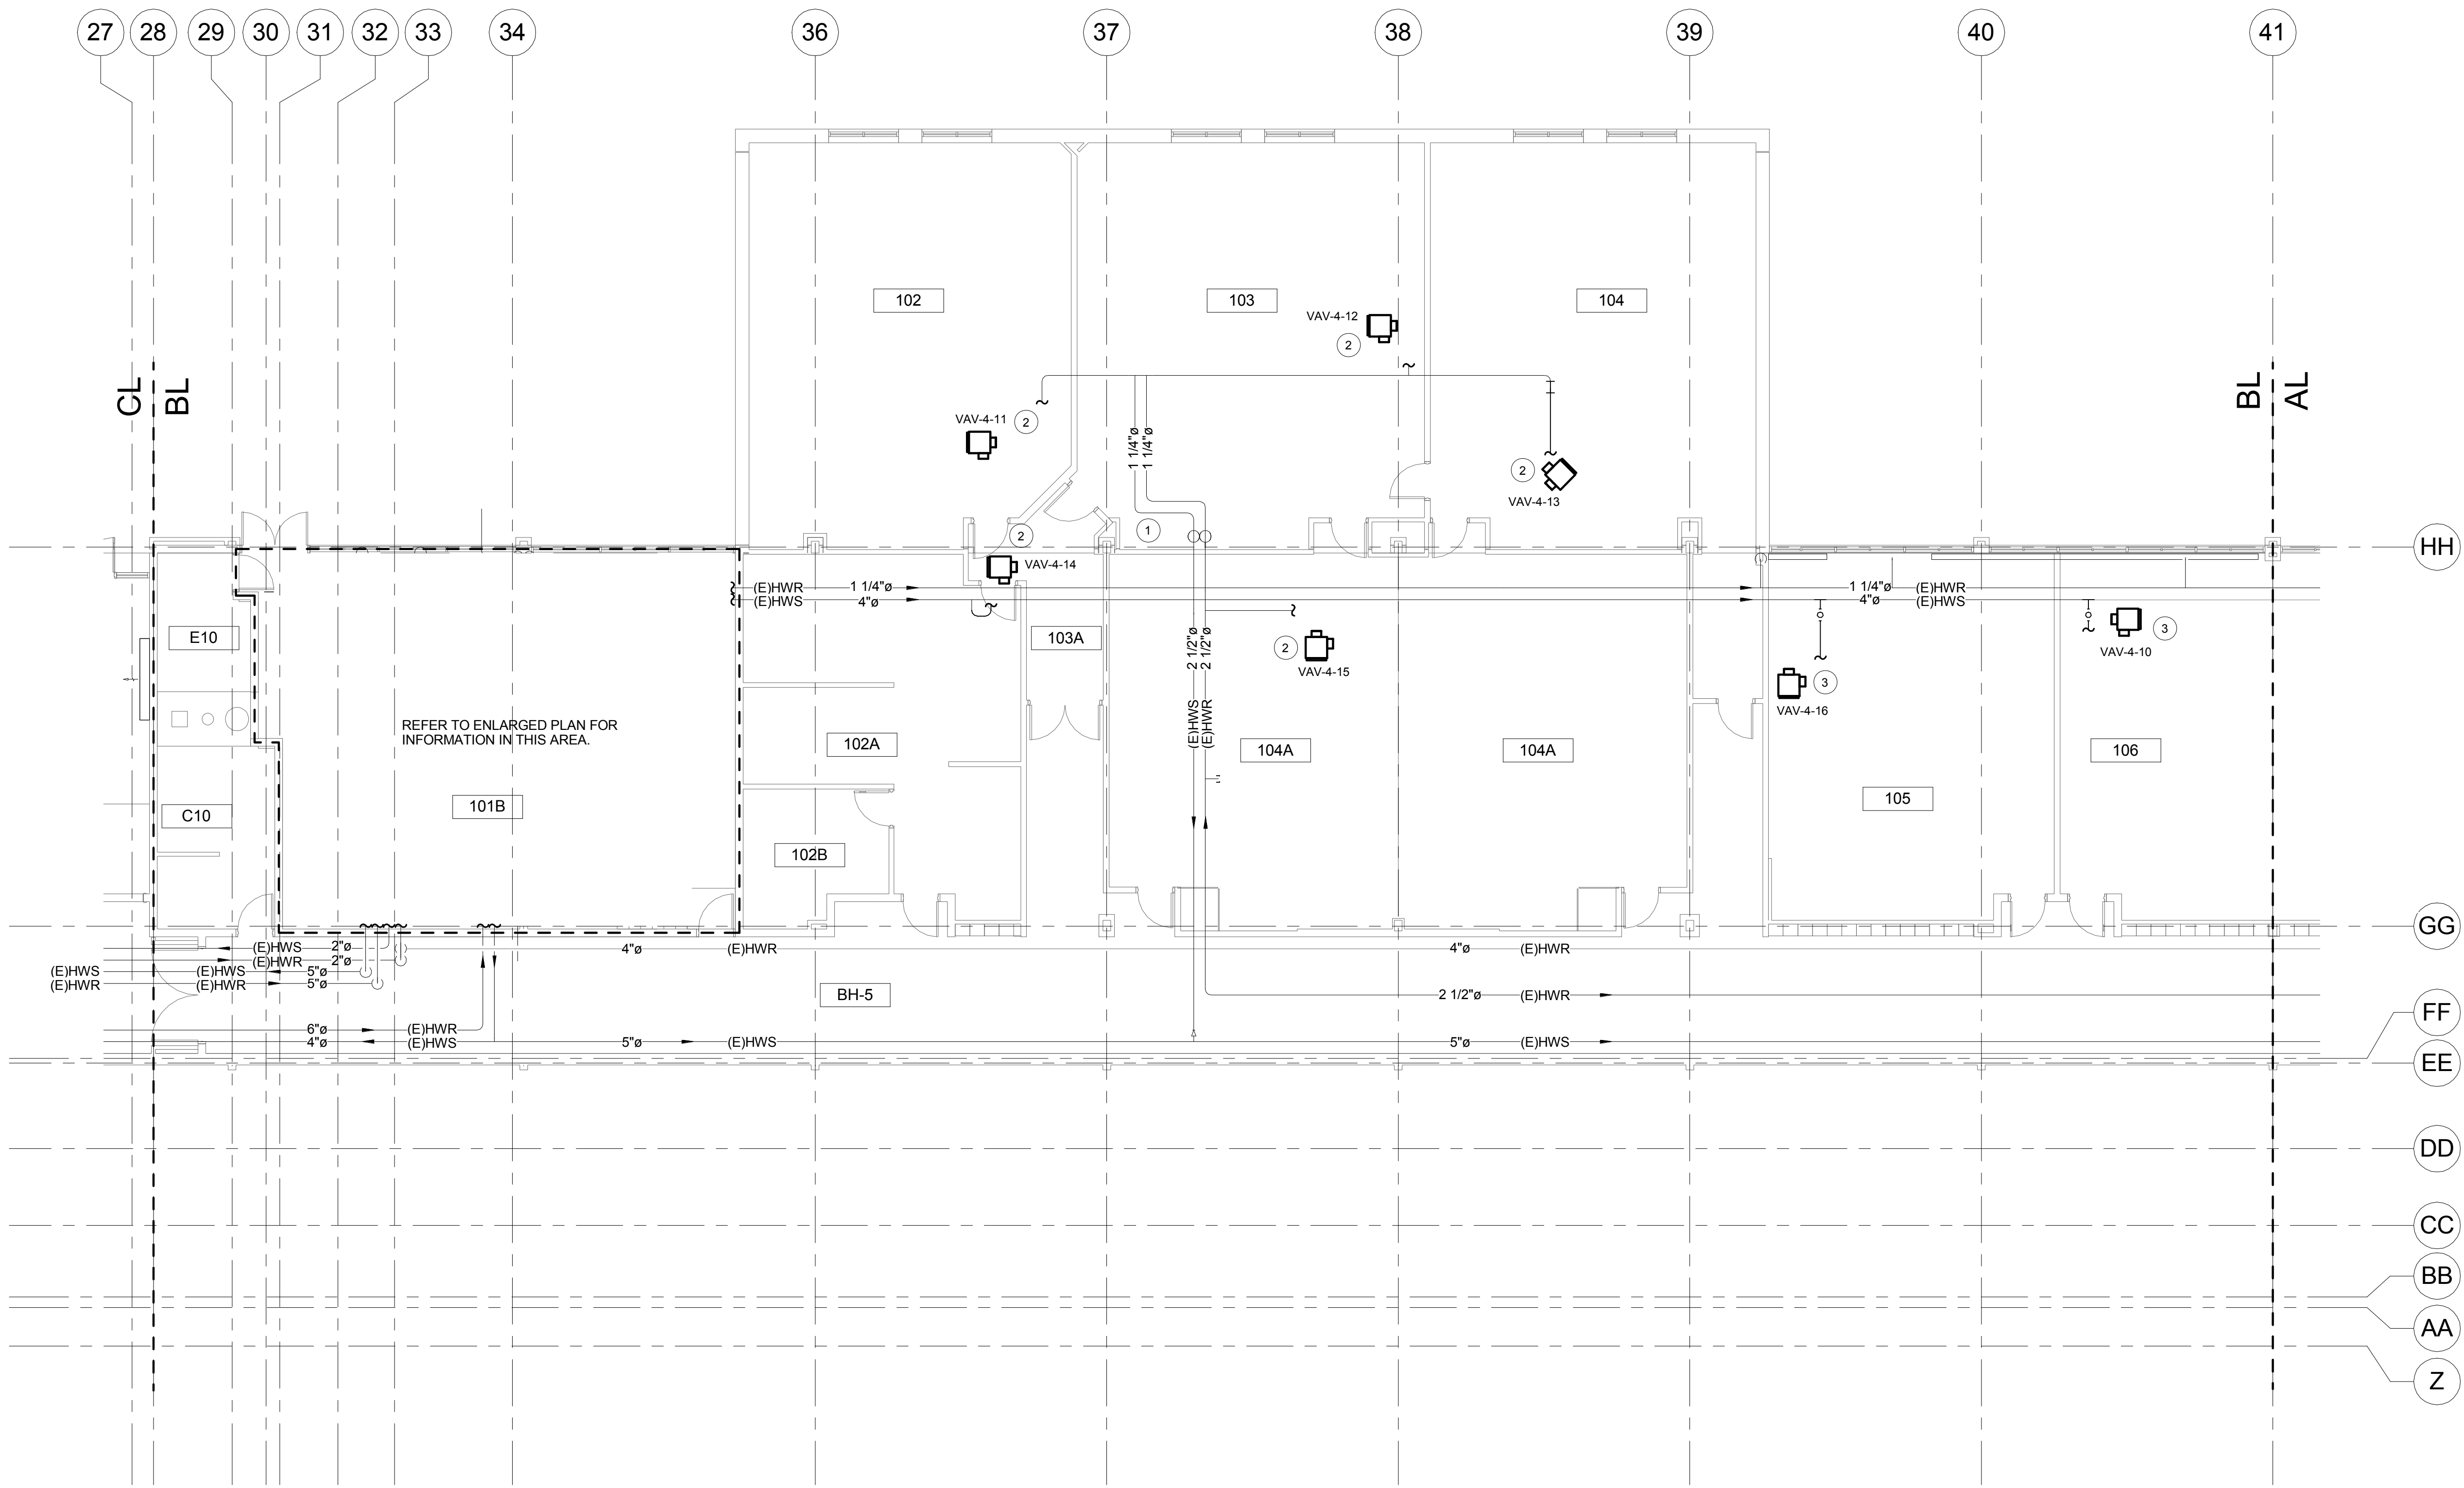 27
28
29
30
31
32
33
34
36
37
38
39
40
41
102
103
104
VAV-4-12
2
CL
BL
BL
AL
VAV-4-11
2
1 1/4"ø
1 1/4"ø
2
VAV-4-13
2
1
HH
VAV-4-14
(E)HWR
1 1/4"ø
(E)HWS
4"ø
1 1/4"ø
(E)HWR
4"ø
(E)HWS
E10
103A
2 1/2"ø
2 1/2"ø
2
VAV-4-15
3
VAV-4-10
3
VAV-4-16
REFER TO ENLARGED PLAN FOR
INFORMATION IN THIS AREA.
(E)HWS
(E)HWR
102A
104A
104A
106
105
101B
C10
102B
GG
(E)HWS
2"ø
4"ø
(E)HWR
4"ø
(E)HWR
(E)HWR
2"ø
(E)HWS
(E)HWS
5"ø
(E)HWR
(E)HWR
5"ø
BH-5
2 1/2"ø
(E)HWR
FF
6"ø
(E)HWR
4"ø
(E)HWS
5"ø
(E)HWS
5"ø
(E)HWS
EE
DD
CC
BB
AA
Z